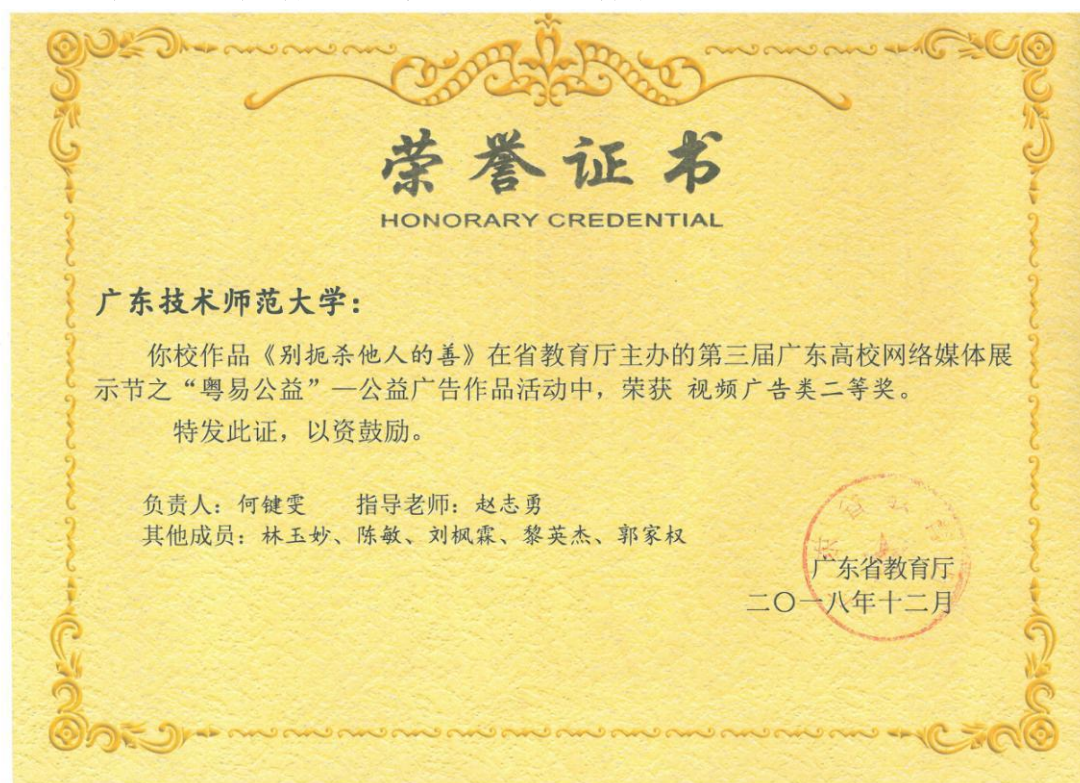 荣誉证书
HONORARY CREDENTIAL
广东技术师范大学：
你校作品《别扼杀他人的善》在省教育厅主办的第三届广东高校网络媒体展
示节之“粤易公益”—公益广告作品活动中，荣获 视频广告类二等奖。
特发此证，以资鼓励。
负责人：何键雯 指导老师：赵志勇
其他成员：林玉妙、陈敏、刘枫霖、黎英杰、郭家权
广东省教育厅
二〇一八年十二月